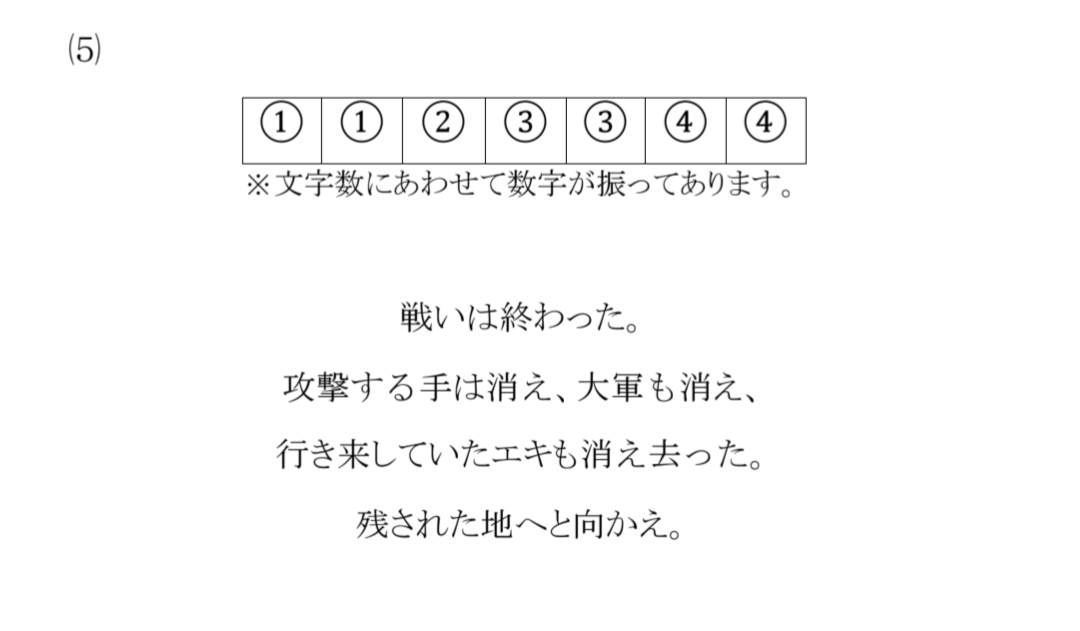 (5)
① ① ② ③ ③ ④ ④
※文字数にあわせて数字が振ってあります。
戦いは終わった。
攻撃する手は消え、大軍も消え、
行き来していたエキも消え去った。
残された地へと向かえ。